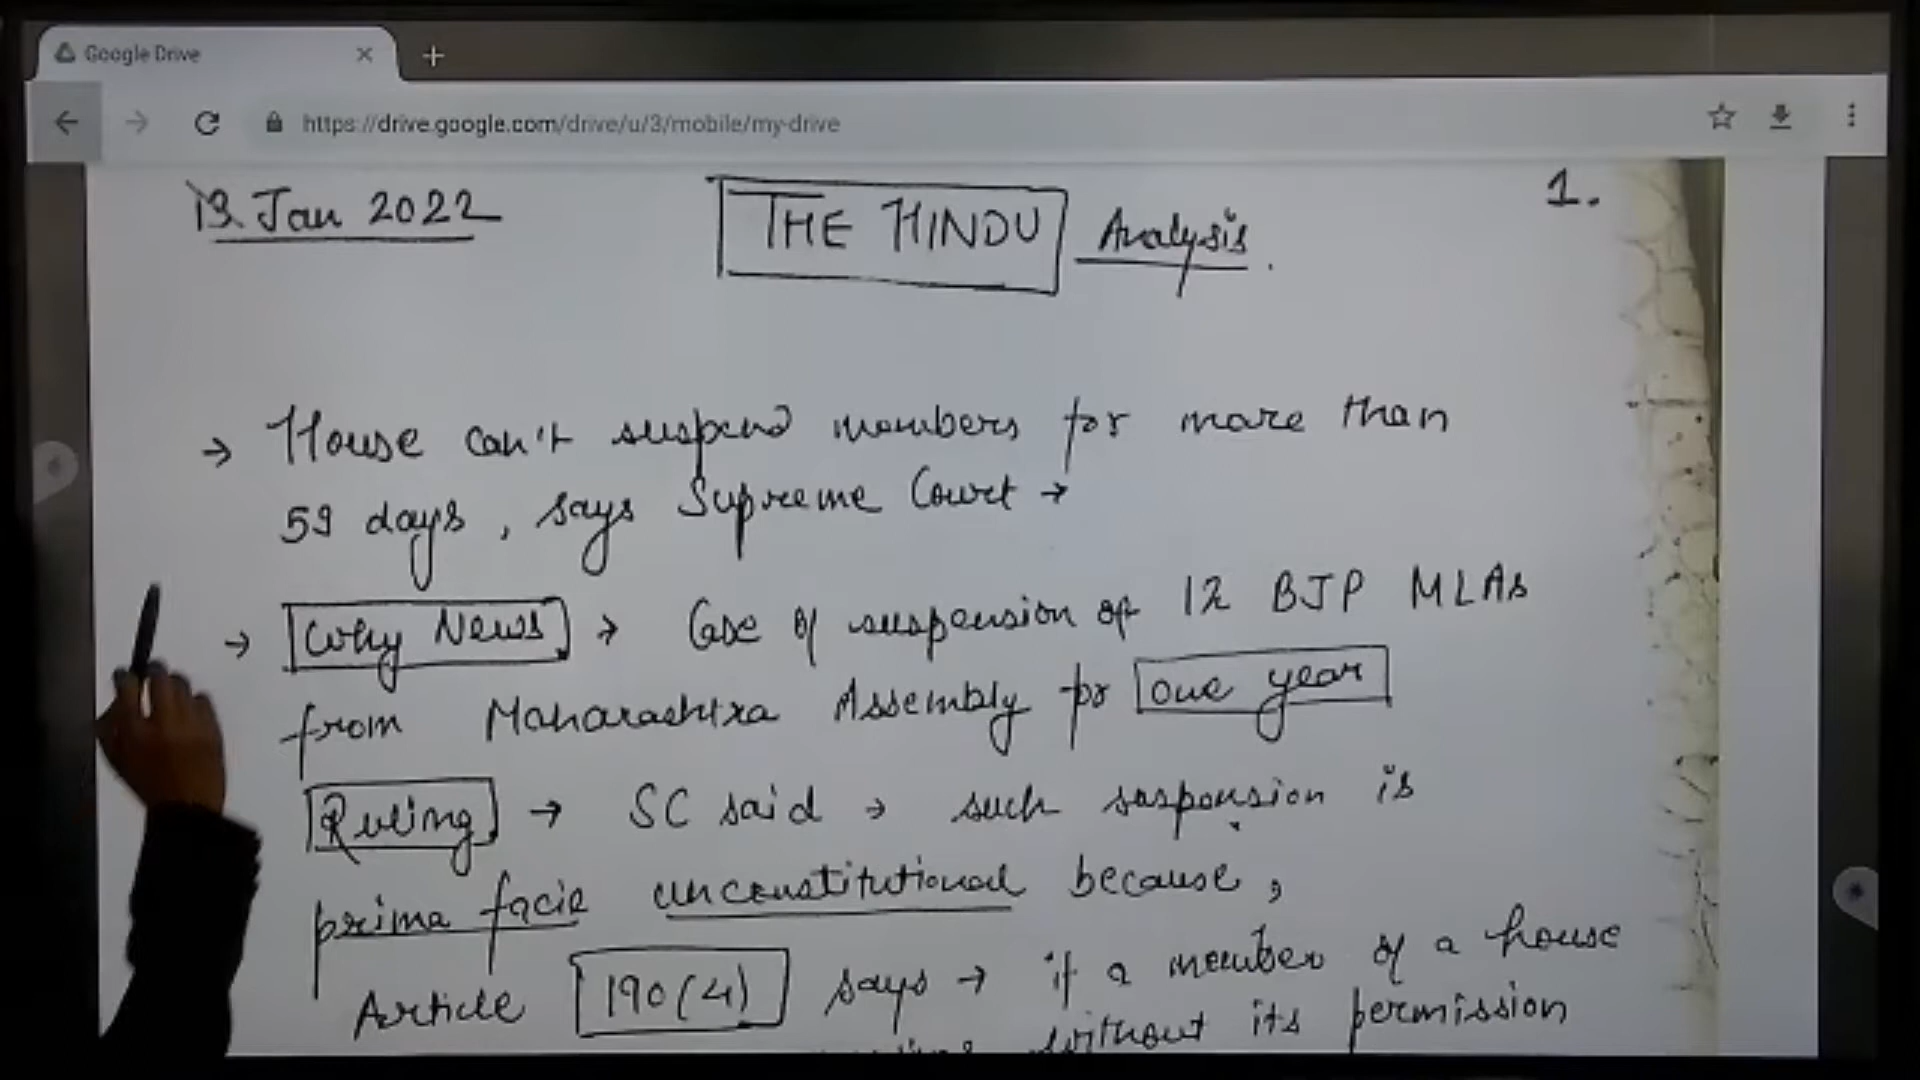 Google Drive
https://drive.google.com/drive/u/3/mobile/my-drive
13 Jan 2022 THE HINDU Analysis. 1.
→ House can't suspend members for more than
59 days, says Supreme Court →
→ Why News → Case of suspension of 12 BJP MLAs
from Maharashtra Assembly for one year
Ruling → SC said → such suspension is
prima facie unconstitutional because,
Article 190(4) says → if a member of a house
without its permission